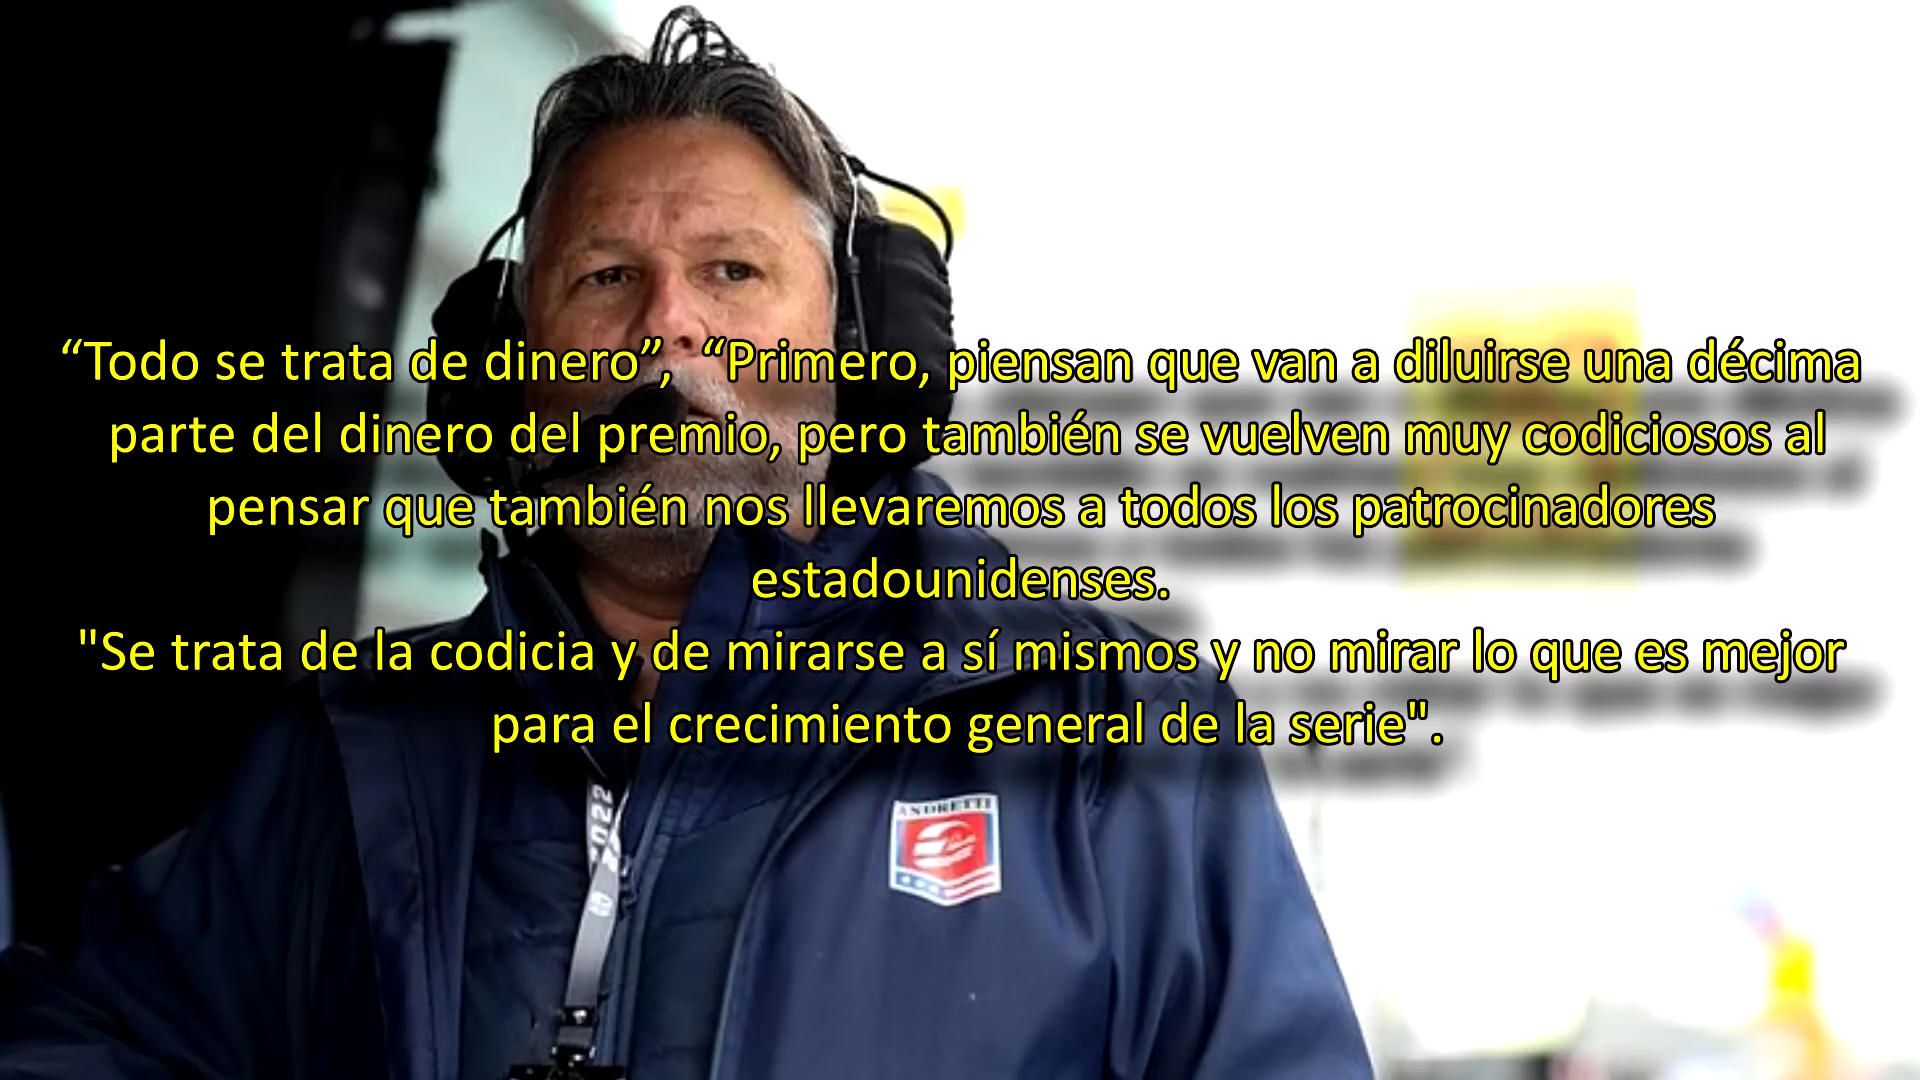 “Todo se trata de dinero”, “Primero, piensan que van a diluirse una décima
parte del dinero del premio, pero también se vuelven muy codiciosos al
pensar que también nos llevaremos a todos los patrocinadores
estadounidenses.
"Se trata de la codicia y de mirarse a sí mismos y no mirar lo que es mejor
para el crecimiento general de la serie".
2022
ANDRETTI